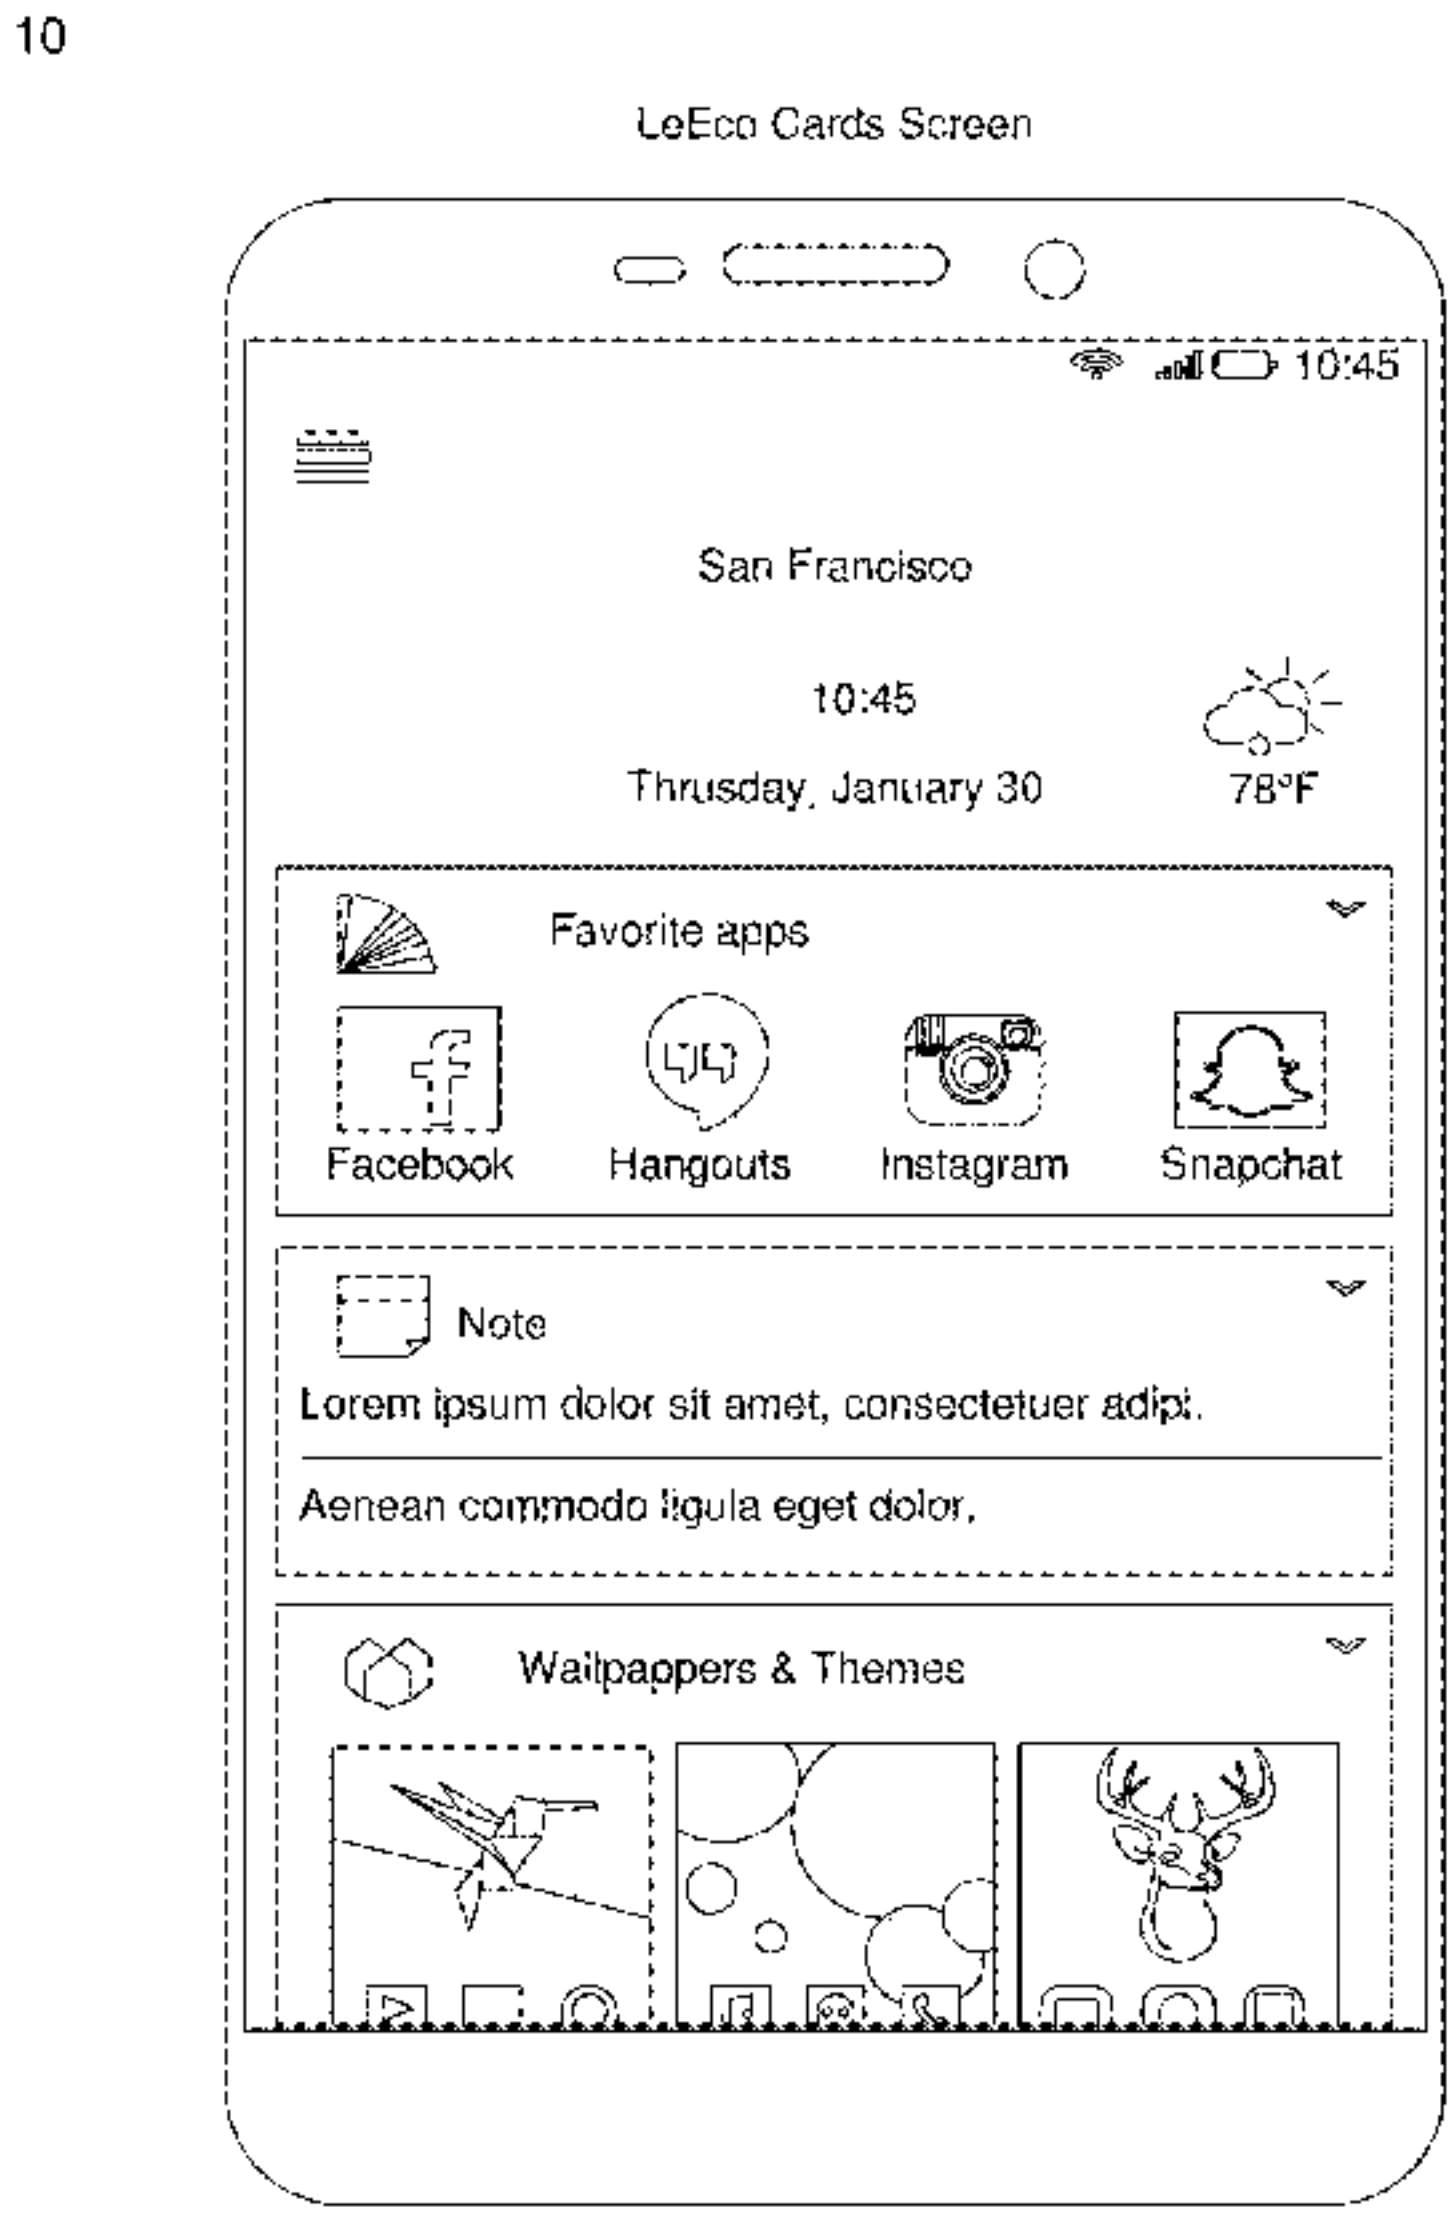 10
LeEco Cards Screen
10:45
San Francisco
10:45
Thrusday, January 30
78°F
Favorite apps
Facebook Hangouts Instagram Snapchat
Note
Lorem ipsum dolor sit amet, consectetuer adipi.
Aenean commodo ligula eget dolor,
Wailpappers & Themes